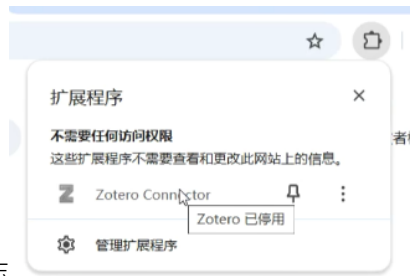 扩展程序
不需要任何访问权限
这些扩展程序不需要查看和更改此网站上的信息。
Zotero Connector
Zotero 已停用
管理扩展程序